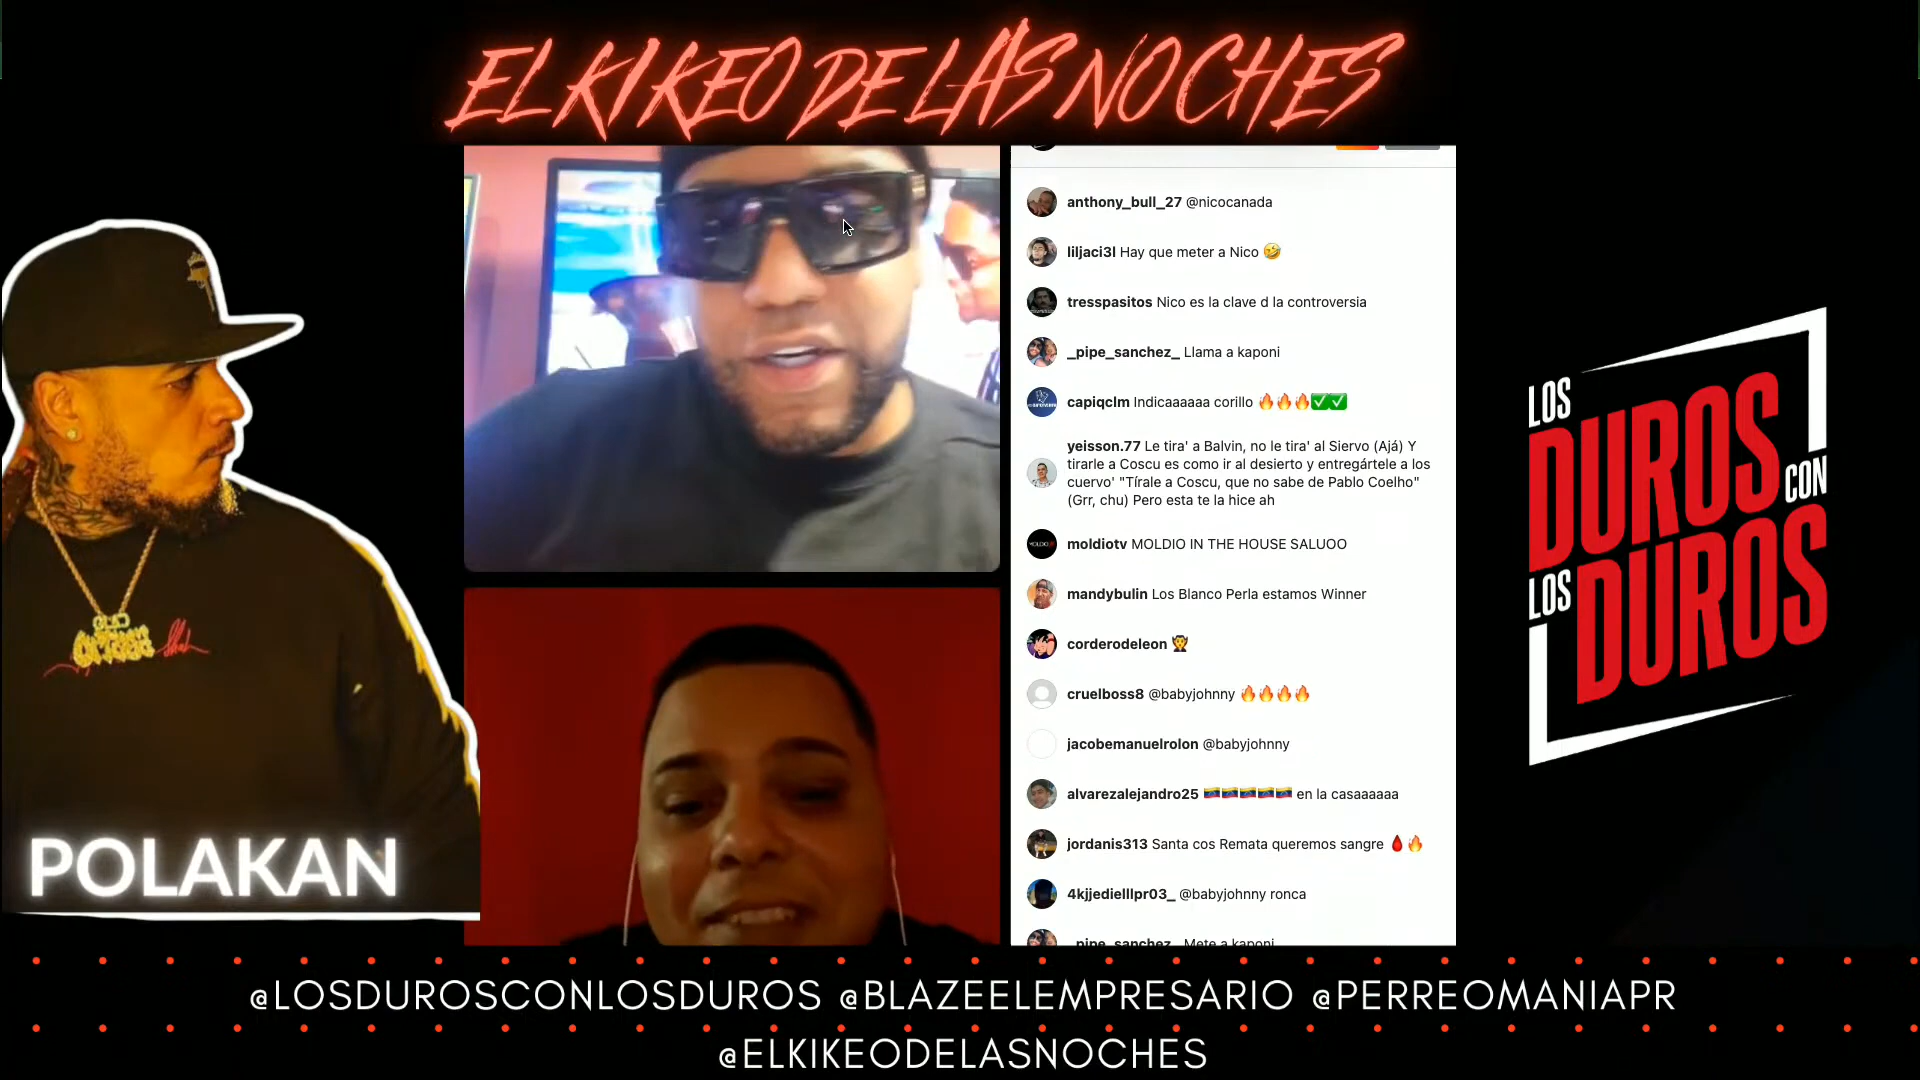 EL KIKEO DE LAS NOCHES
anthony_bull_27 @nicocanada
liljaci3l Hay que meter a Nico 🤣
tresspasitos Nico es la clave d la controversia
_pipe_sanchez_ Llama a kaponi
capiqclm Indicaaaaaa corillo 🔥🔥🔥✅✅
yeisson.77 Le tira' a Balvin, no le tira' al Siervo (Ajá) Y
tirarle a Coscu es como ir al desierto y entregártele a los
cuervo' "Tírale a Coscu, que no sabe de Pablo Coelho"
(Grr, chu) Pero esta te la hice ah
moldiotv MOLDIO IN THE HOUSE SALUOO
mandybulin Los Blanco Perla estamos Winner
corderodeleon
cruelboss8 @babyjohnny 🔥🔥🔥🔥
jacobemanuelrolon @babyjohnny
alvarezalejandro25 🇻🇪🇻🇪🇻🇪🇻🇪🇻🇪 en la casaaaaaa
jordanis313 Santa cos Remata queremos sangre 🩸🔥
4kjjedielllpr03_ @babyjohnny ronca
_pipe_sanchez_ Mete a kaponi
POLAKAN
LOS
DUROS
CON
LOS
DUROS
@LOSDUROSCONLOSDUROS @BLAZEELEMPRESARIO @PERREOMANIAPR
@ELKIKEODELASNOCHES